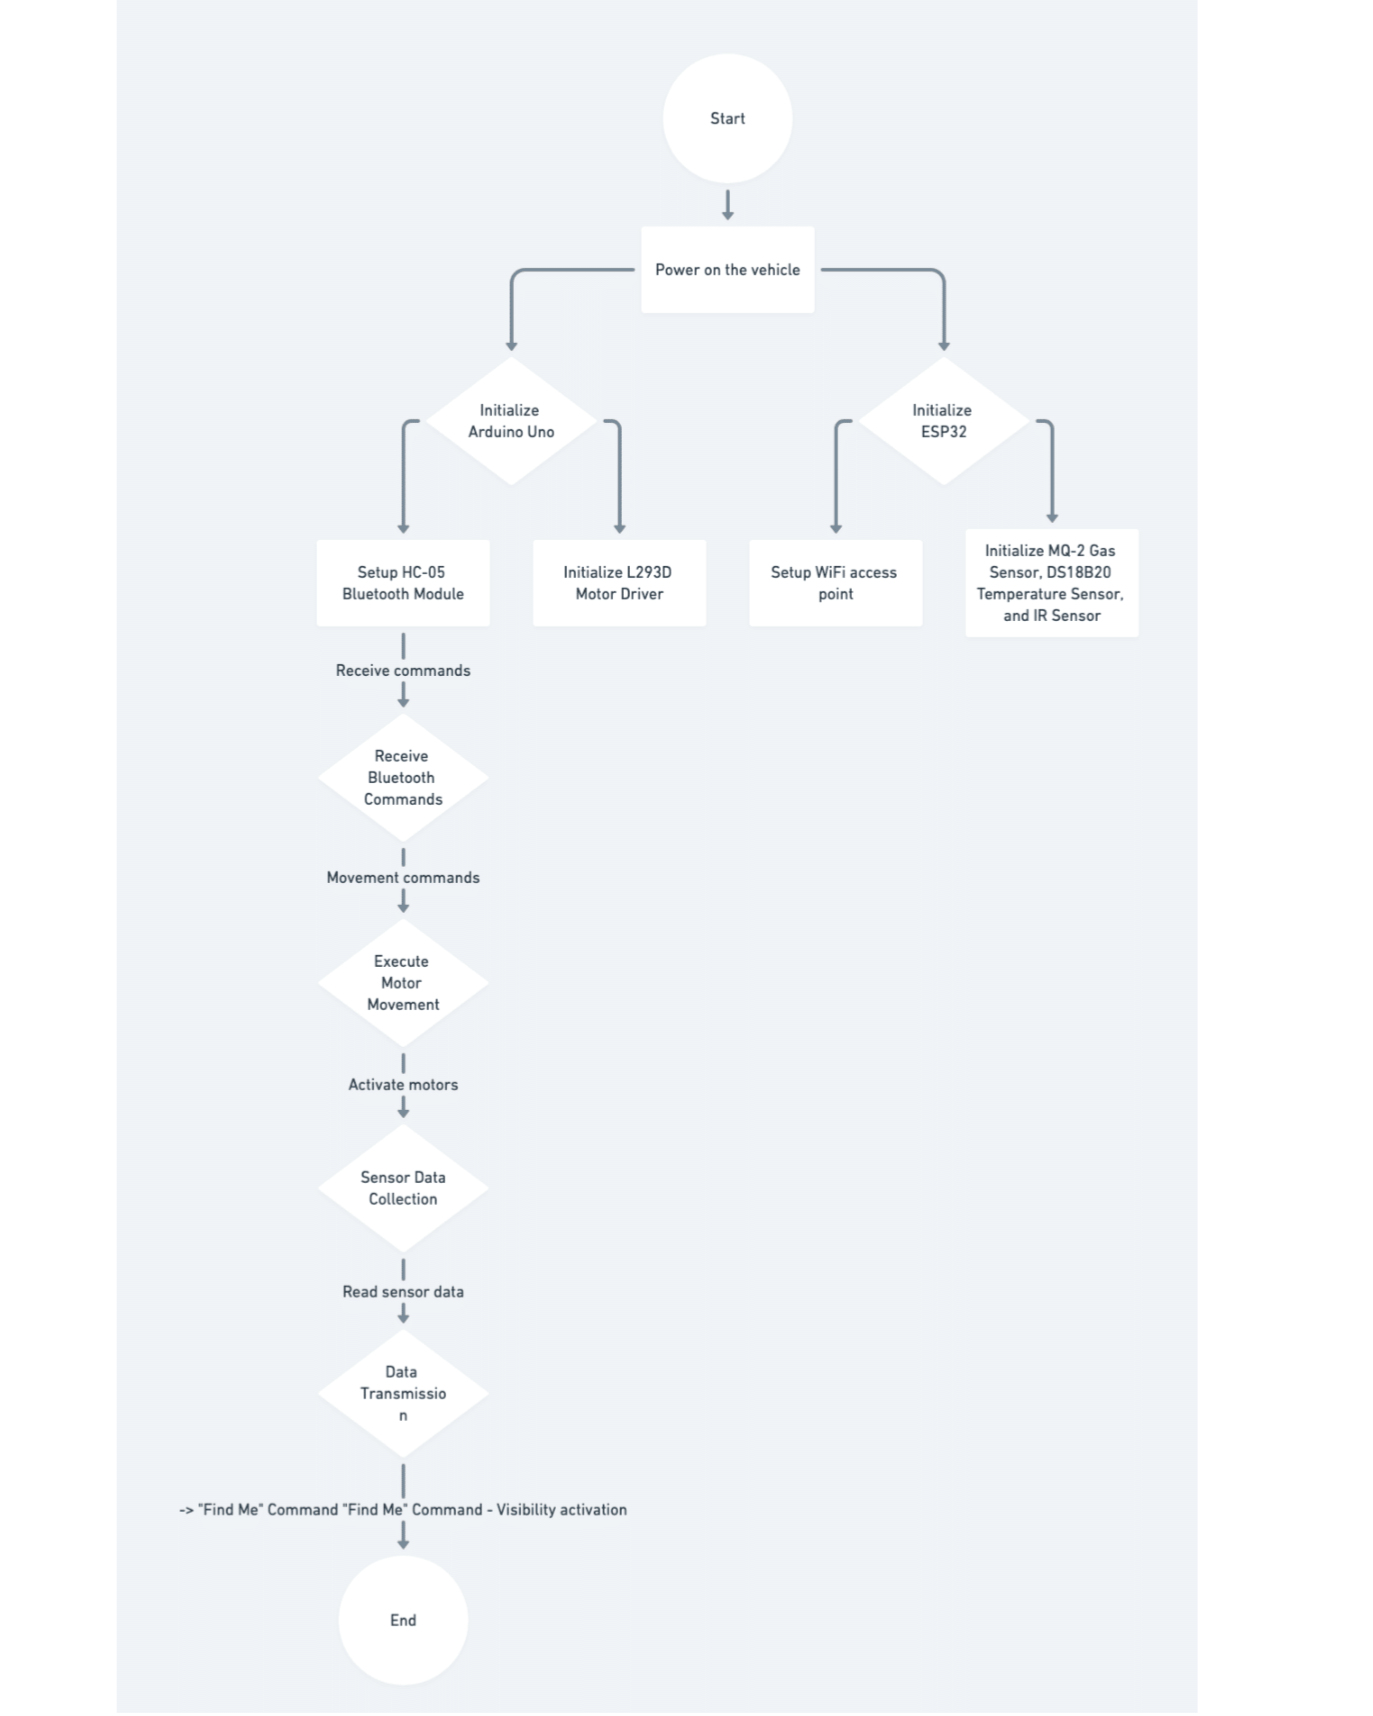 Start
Power on the vehicle
Initialize
Arduino Uno
Initialize
ESP32
Setup HC-05
Bluetooth Module
Initialize L293D
Motor Driver
Setup WiFi access
point
Initialize MQ-2 Gas
Sensor, DS18B20
Temperature Sensor,
and IR Sensor
Receive commands
Receive
Bluetooth
Commands
Movement commands
Execute
Motor
Movement
Activate motors
Sensor Data
Collection
Read sensor data
Data
Transmissio
n
-> "Find Me" Command "Find Me" Command - Visibility activation
End